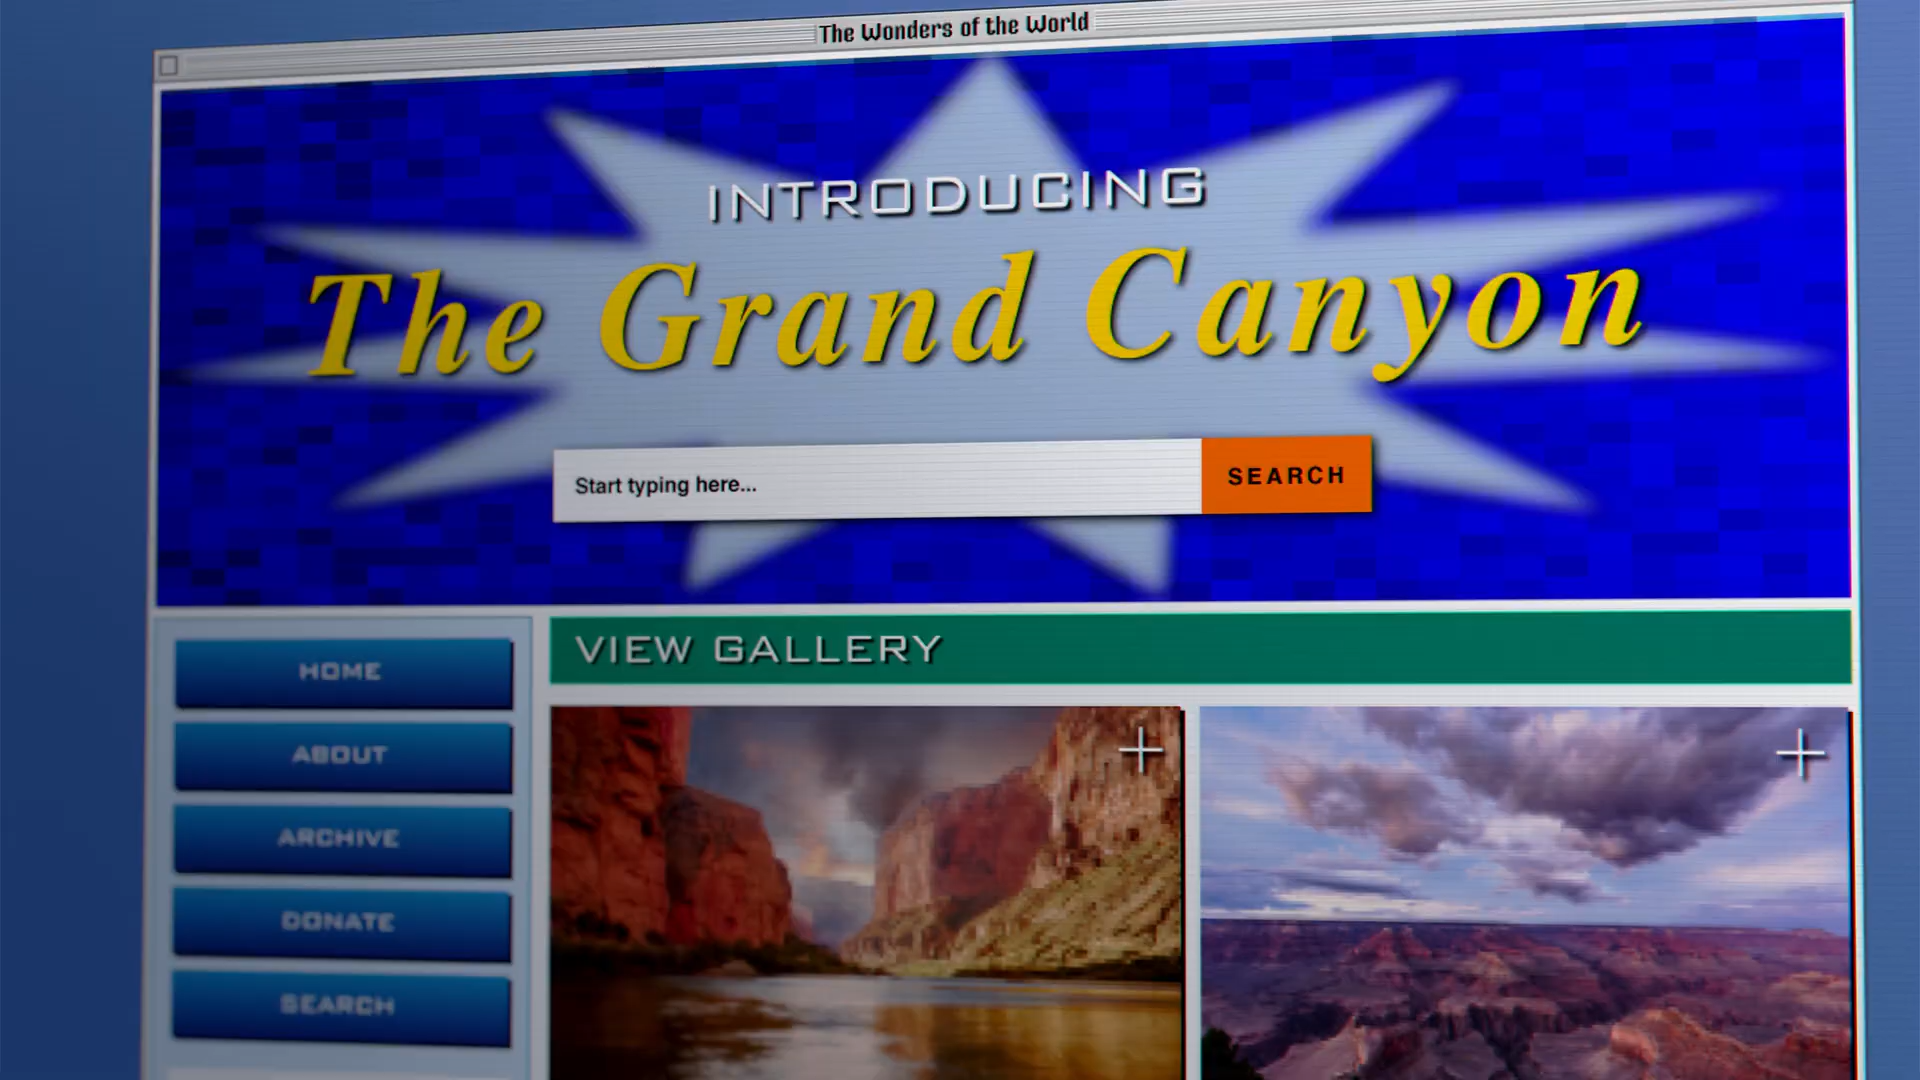 The Wonders of the World
INTRODUCING
The Grand Canyon
Start typing here...
SEARCH
HOME
ABOUT
ARCHIVE
DONATE
SEARCH
VIEW GALLERY